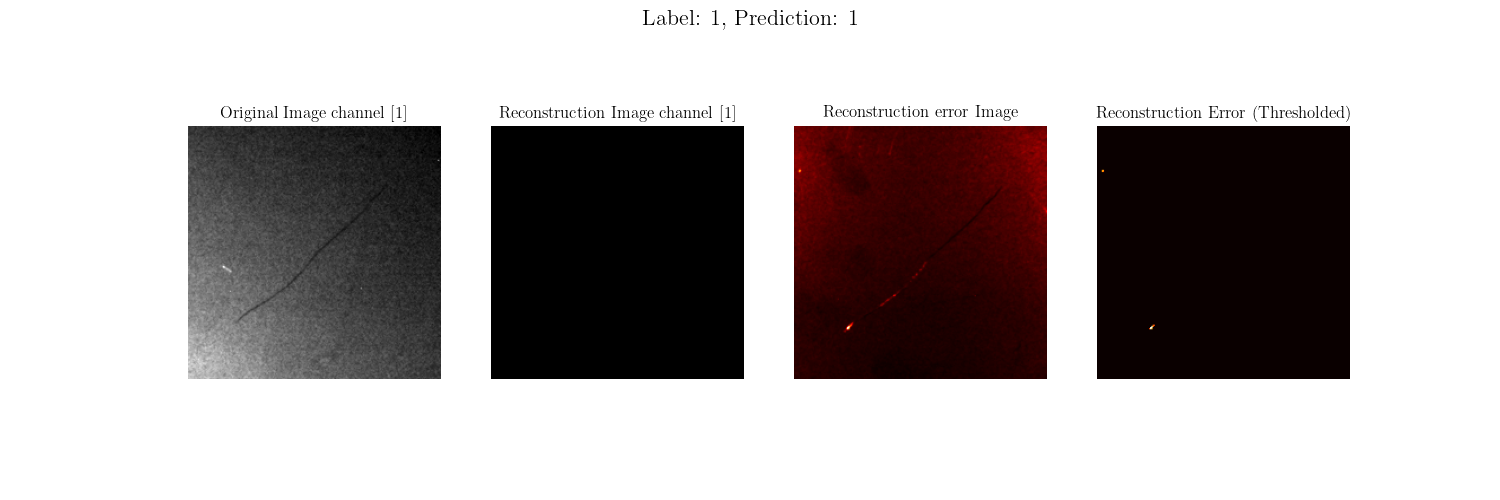 Label: 1, Prediction: 1
Original Image channel [1]
Reconstruction Image channel [1]
Reconstruction error Image
Reconstruction Error (Thresholded)